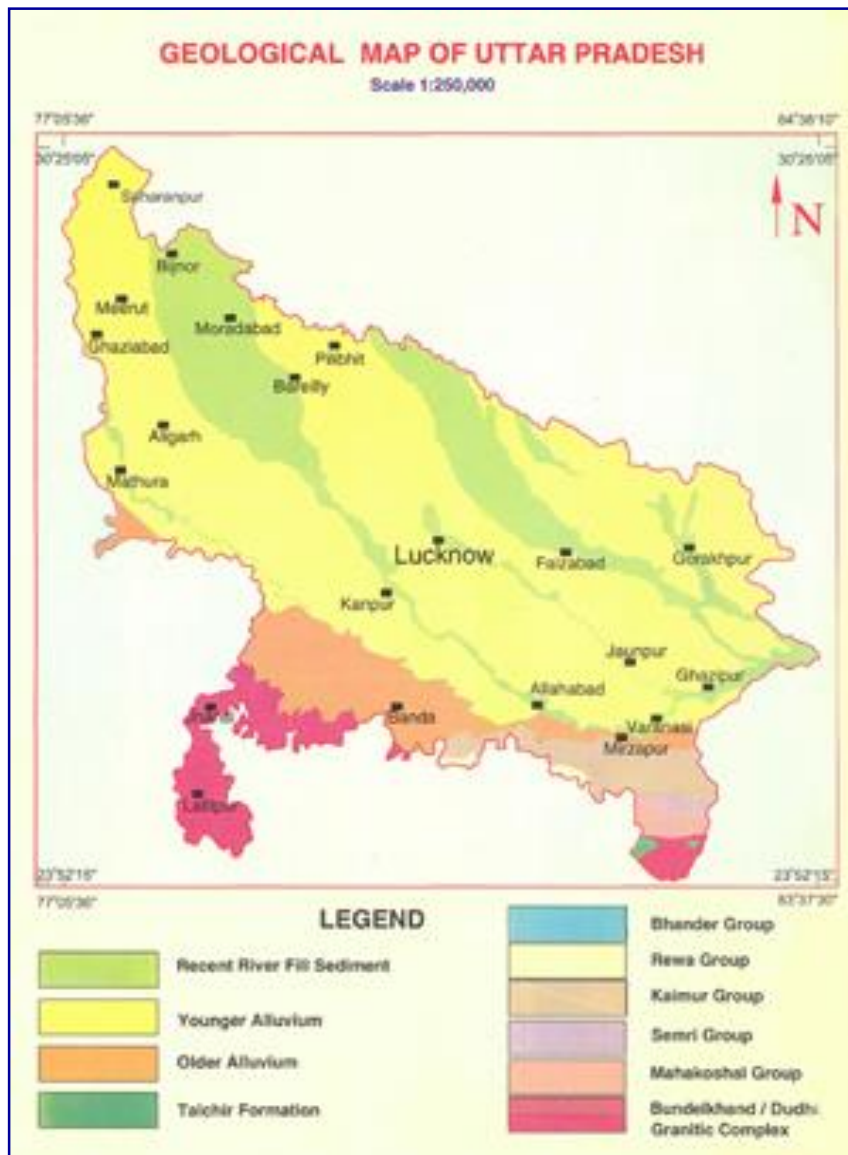 GEOLOGICAL MAP OF UTTAR PRADESH
Scale 1:250,000
77°05'36"
84°38'10"
30°25'05"
30°25'05"
N
Saharanpur
Bijnor
Meerut
Moradabad
Ghaziabad
Pilibhit
Bareilly
Aligarh
Mathura
Lucknow
Faizabad
Gorakhpur
Kanpur
Jaunpur
Ghazipur
Allahabad
Jhansi
Banda
Varanasi
Mirzapur
Lalitpur
23°52'15"
23°52'15"
77°05'36"
LEGEND
Recent River Fill Sediment
Younger Alluvium
Older Alluvium
Talchir Formation
Bhander Group
Rewa Group
Kaimur Group
Semri Group
Mahakoshal Group
Bundelkhand / Dudhi
Granitic Complex